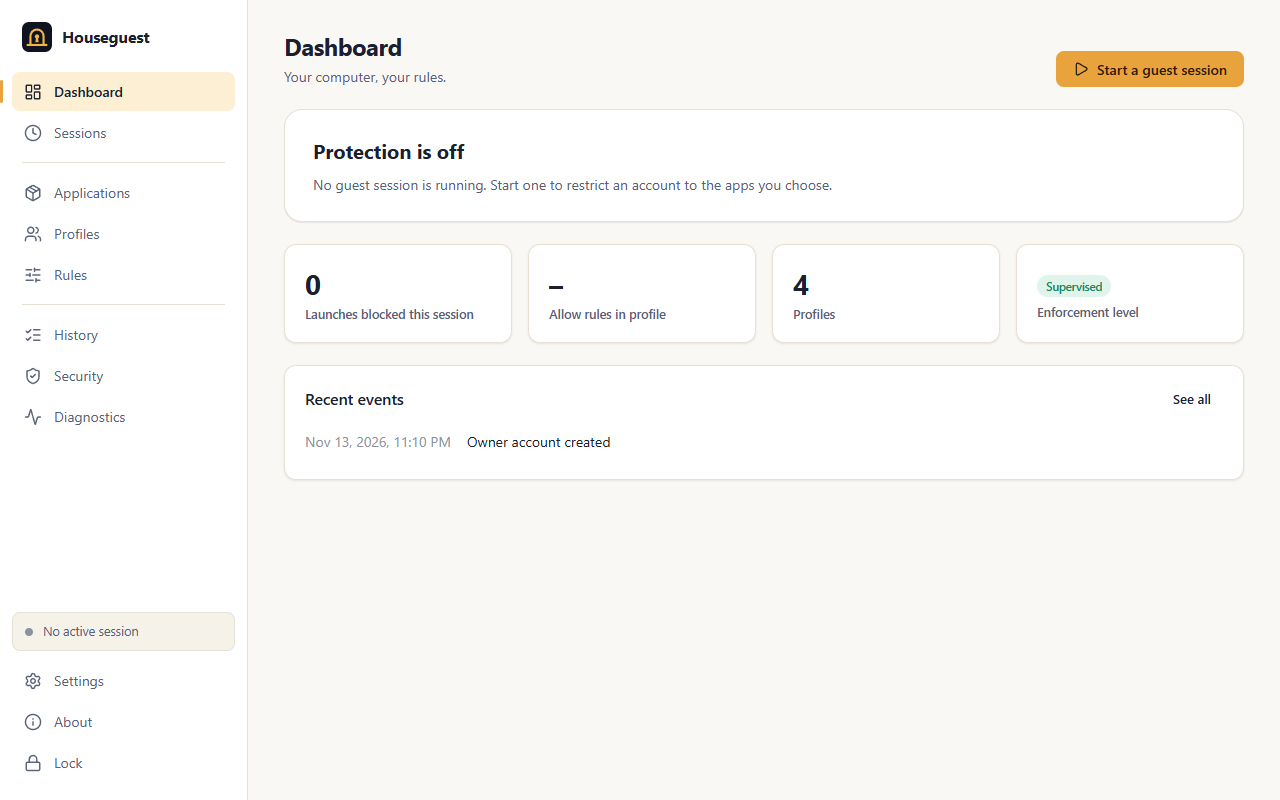 Houseguest
Dashboard
Sessions
Applications
Profiles
Rules
History
Security
Diagnostics
No active session
Settings
About
Lock
Dashboard
Your computer, your rules.
Start a guest session
Protection is off
No guest session is running. Start one to restrict an account to the apps you choose.
0
Launches blocked this session
–
Allow rules in profile
4
Profiles
Supervised
Enforcement level
Recent events
See all
Nov 13, 2026, 11:10 PM Owner account created